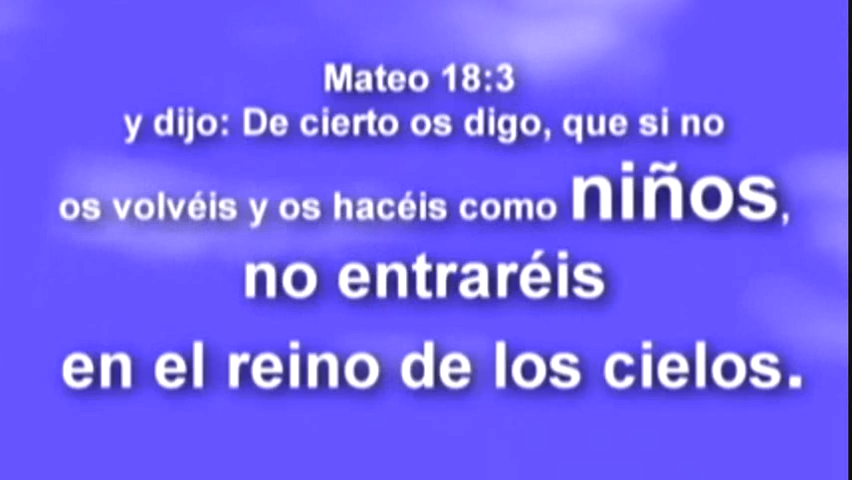 Mateo 18:3
y dijo: De cierto os digo, que si no
os volvéis y os hacéis como niños,
no entraréis
en el reino de los cielos.